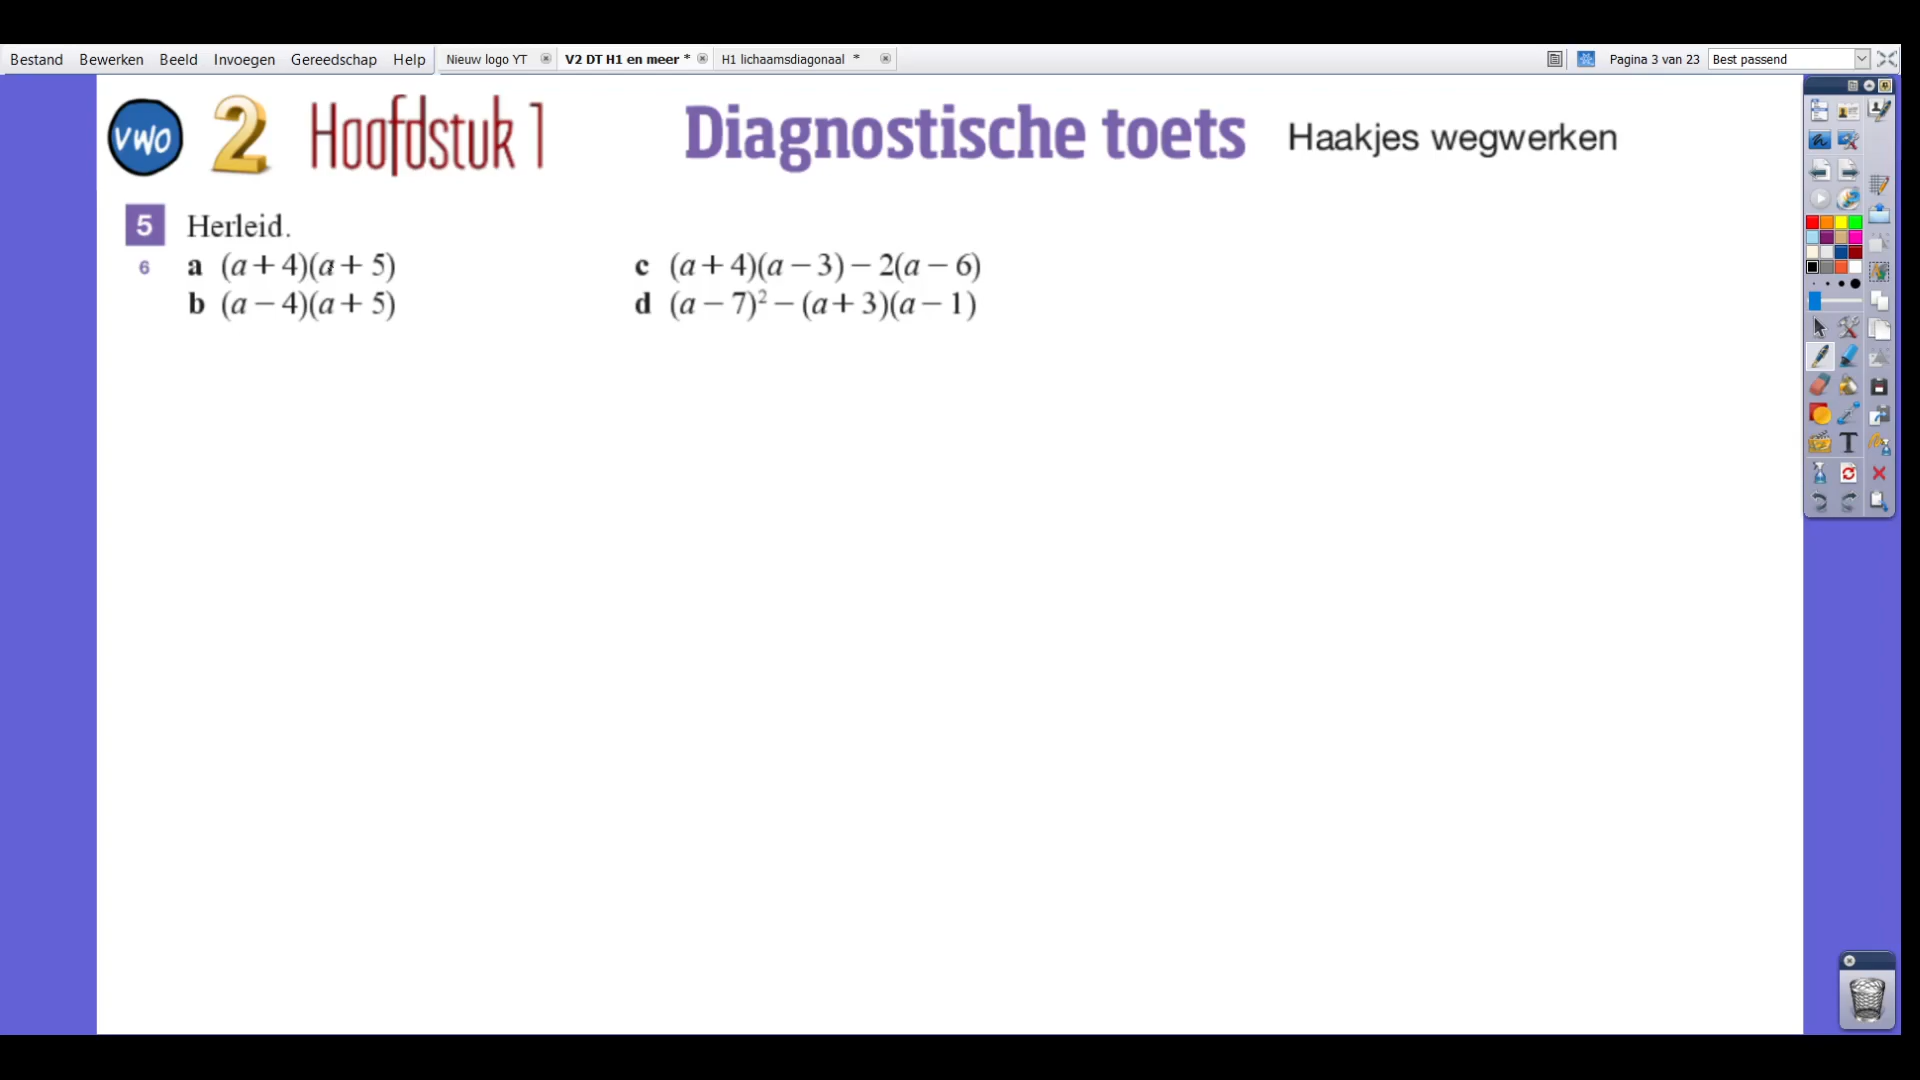 Bestand Bewerken Beeld Invoegen Gereedschap Help
Nieuw logo YT V2 DT H1 en meer * H1 lichaamsdiagonaal *
Pagina 3 van 23 Best passend
VWO 2 Hoofdstuk 1 Diagnostische toets Haakjes wegwerken
5 Herleid.
6 a (a + 4)(a + 5)
b (a − 4)(a + 5)
c (a + 4)(a − 3) − 2(a − 6)
d (a − 7)² − (a + 3)(a − 1)
T